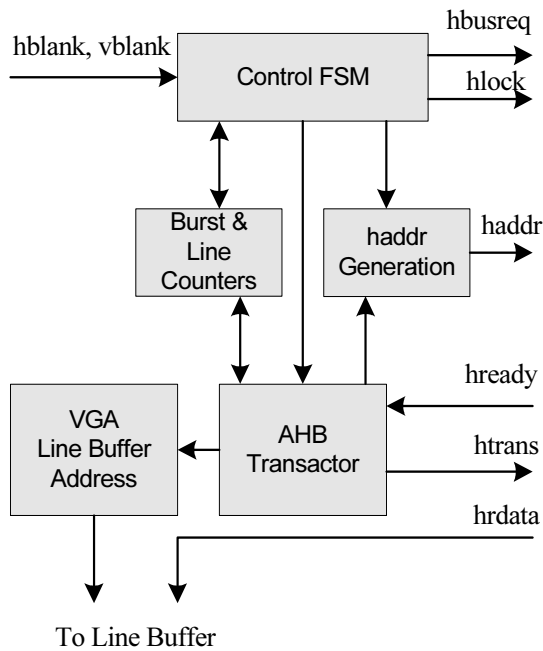 hbusreq
hblank, vblank
Control FSM
hlock
Burst &
Line
Counters
haddr
Generation
haddr
VGA
Line Buffer
Address
AHB
Transactor
hready
htrans
hrdata
To Line Buffer